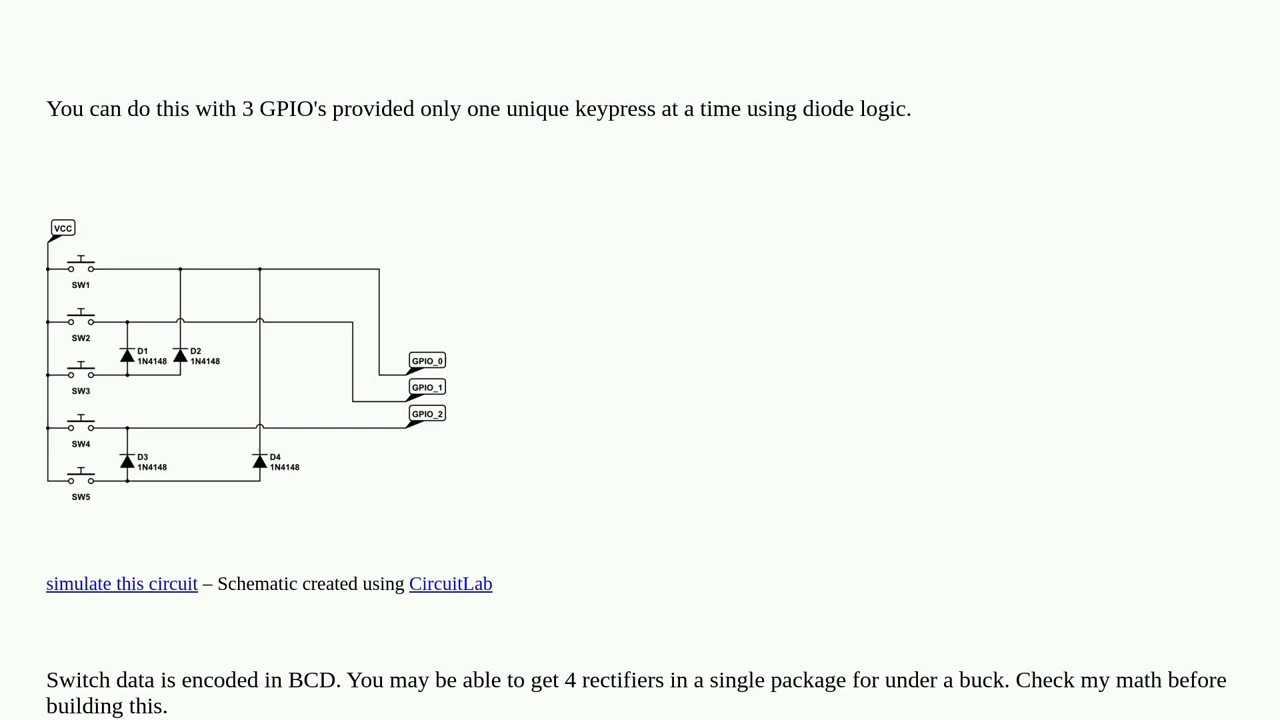 You can do this with 3 GPIO's provided only one unique keypress at a time using diode logic.
VCC
SW1
SW2
D1
1N4148
D2
1N4148
GPIO_0
GPIO_1
SW3
GPIO_2
SW4
D3
1N4148
D4
1N4148
SW5
simulate this circuit – Schematic created using CircuitLab
Switch data is encoded in BCD. You may be able to get 4 rectifiers in a single package for under a buck. Check my math before
building this.